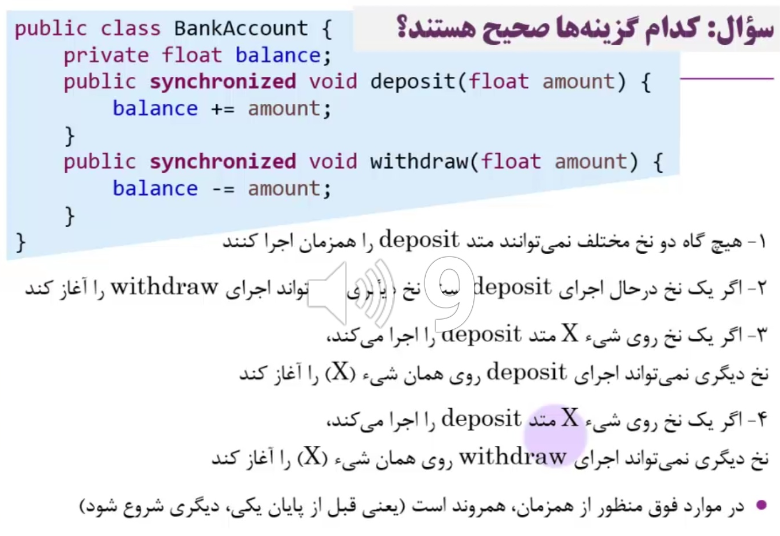 سؤال: کدام گزینه‌ها صحیح هستند؟
public class BankAccount {
private float balance;
public synchronized void deposit(float amount) {
balance += amount;
}
public synchronized void withdraw(float amount) {
balance -= amount;
}
}
۱- هیچ گاه دو نخ مختلف نمی‌توانند متد deposit را همزمان اجرا کنند
۲- اگر یک نخ درحال اجرای deposit است نخ دیگری تواند اجرای withdraw را آغاز کند
9
۳- اگر یک نخ روی شیء X متد deposit را اجرا می‌کند،
نخ دیگری نمی‌تواند اجرای deposit روی همان شیء (X) را آغاز کند
۴- اگر یک نخ روی شیء X متد deposit را اجرا می‌کند،
نخ دیگری نمی‌تواند اجرای withdraw روی همان شیء (X) را آغاز کند
• در موارد فوق منظور از همزمان، همروند است (یعنی قبل از پایان یکی، دیگری شروع شود)